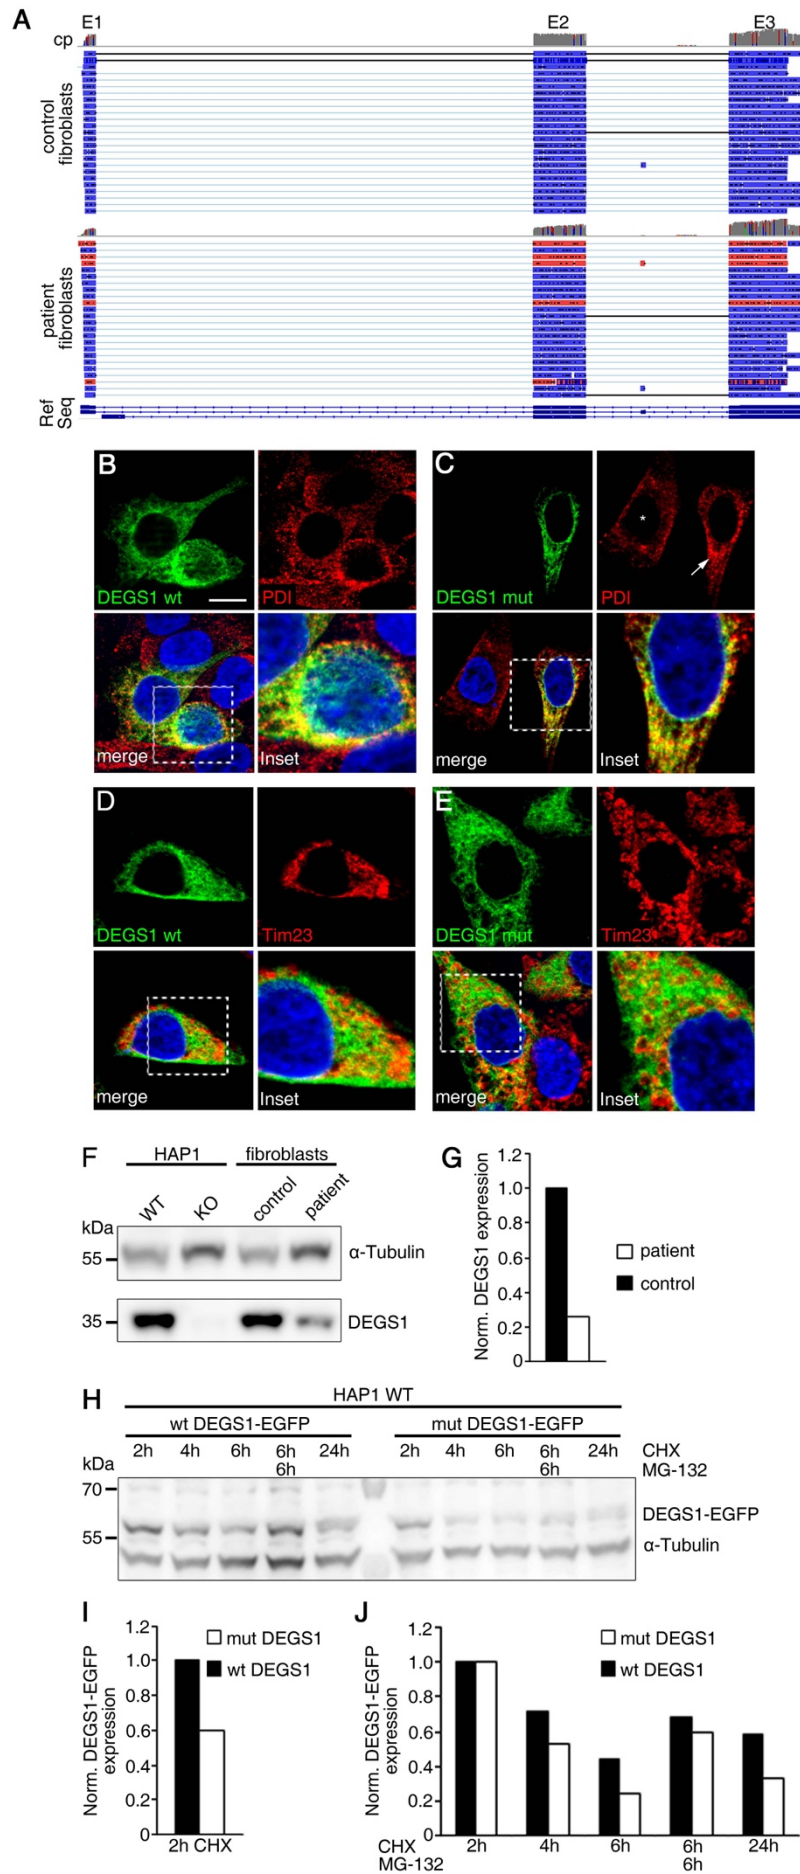 A
E1 E2 E3
cp
control
fibroblasts
patient
fibroblasts
Ref
Seq
B
DEGS1 wt
PDI
merge
Inset
C
DEGS1 mut
PDI
*
merge
Inset
D
DEGS1 wt
Tim23
merge
Inset
E
DEGS1 mut
Tim23
merge
Inset
F
HAP1 fibroblasts
WT KO control patient
kDa
55
α-Tubulin
35
DEGS1
G
Norm. DEGS1 expression
1.2
1.0
0.8
0.6
0.4
0.2
0
patient
control
H
HAP1 WT
wt DEGS1-EGFP mut DEGS1-EGFP
2h 4h 6h 6h 24h 2h 4h 6h 6h 24h CHX
6h 6h MG-132
kDa
70
55
DEGS1-EGFP
α-Tubulin
I
Norm. DEGS1-EGFP
expression
1.2
1.0
0.8
0.6
0.4
0.2
0
mut DEGS1
wt DEGS1
2h CHX
J
Norm. DEGS1-EGFP
expression
1.2
1.0
0.8
0.6
0.4
0.2
0
mut DEGS1
wt DEGS1
CHX 2h 4h 6h 6h 24h
MG-132 6h